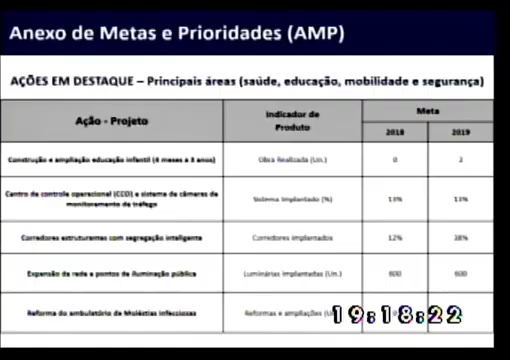 Anexo de Metas e Prioridades (AMP)
AÇÕES EM DESTAQUE – Principais áreas (saúde, educação, mobilidade e segurança)
Ação - Projeto
Indicador de
Produto
Meta
2018
2019
Construção e ampliação educação infantil (4 meses a 3 anos)
Obra Realizada (Un.)
0
2
Centro de controle operacional (CCO) e sistema de câmeras de
monitoramento de tráfego
Sistema Implantado (%)
13%
13%
Corredores estruturantes com segregação inteligente
Corredores implantados
12%
38%
Expansão da rede e pontos de iluminação pública
Luminárias Implantadas (Un.)
600
600
Reforma do ambulatório de Moléstias Infecciosas
Reformas e ampliações
19:18:22